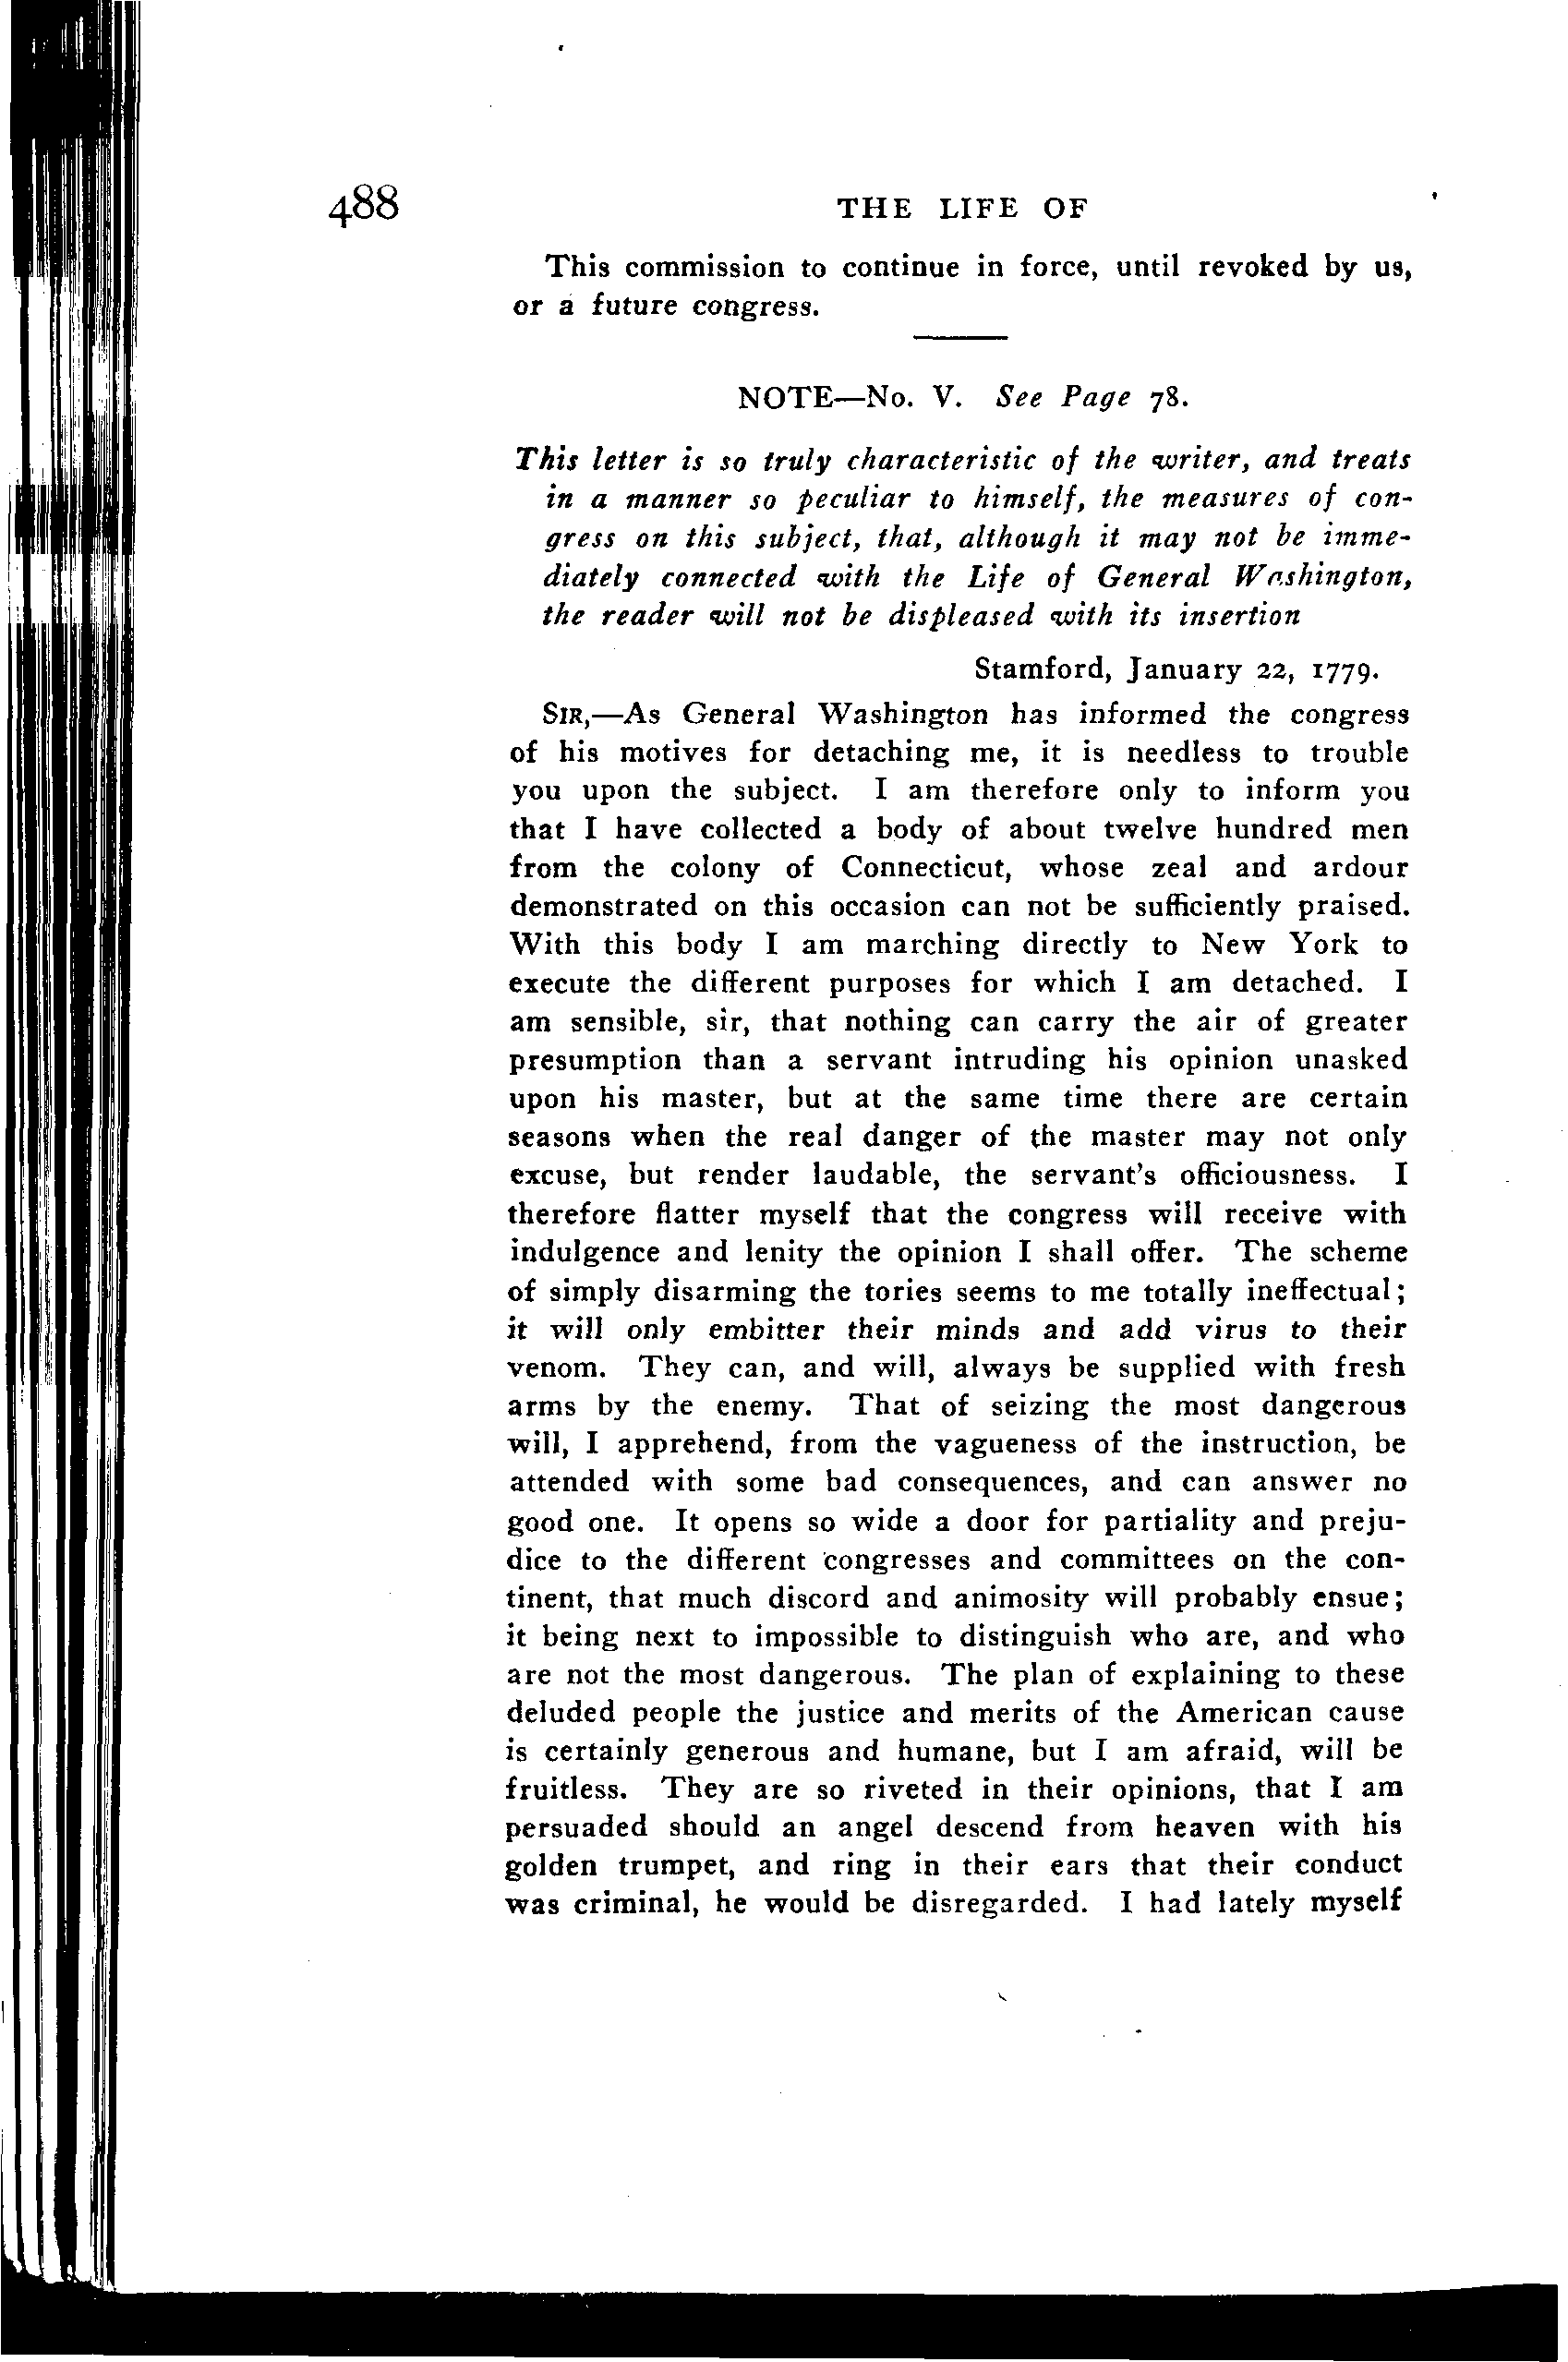 488
THE LIFE OF
This commission to continue in force, until revoked by us,
or a future congress.
NOTE—No. V. See Page 78.
This letter is so truly characteristic of the writer, and treats
in a manner so peculiar to himself, the measures of con-
gress on this subject, that, although it may not be imme-
diately connected with the Life of General Washington,
the reader will not be displeased with its insertion
Stamford, January 22, 1779.
SIR,—As General Washington has informed the congress
of his motives for detaching me, it is needless to trouble
you upon the subject. I am therefore only to inform you
that I have collected a body of about twelve hundred men
from the colony of Connecticut, whose zeal and ardour
demonstrated on this occasion can not be sufficiently praised.
With this body I am marching directly to New York to
execute the different purposes for which I am detached. I
am sensible, sir, that nothing can carry the air of greater
presumption than a servant intruding his opinion unasked
upon his master, but at the same time there are certain
seasons when the real danger of the master may not only
excuse, but render laudable, the servant's officiousness. I
therefore flatter myself that the congress will receive with
indulgence and lenity the opinion I shall offer. The scheme
of simply disarming the tories seems to me totally ineffectual;
it will only embitter their minds and add virus to their
venom. They can, and will, always be supplied with fresh
arms by the enemy. That of seizing the most dangerous
will, I apprehend, from the vagueness of the instruction, be
attended with some bad consequences, and can answer no
good one. It opens so wide a door for partiality and preju-
dice to the different congresses and committees on the con-
tinent, that much discord and animosity will probably ensue;
it being next to impossible to distinguish who are, and who
are not the most dangerous. The plan of explaining to these
deluded people the justice and merits of the American cause
is certainly generous and humane, but I am afraid, will be
fruitless. They are so riveted in their opinions, that I am
persuaded should an angel descend from heaven with his
golden trumpet, and ring in their ears that their conduct
was criminal, he would be disregarded. I had lately myself